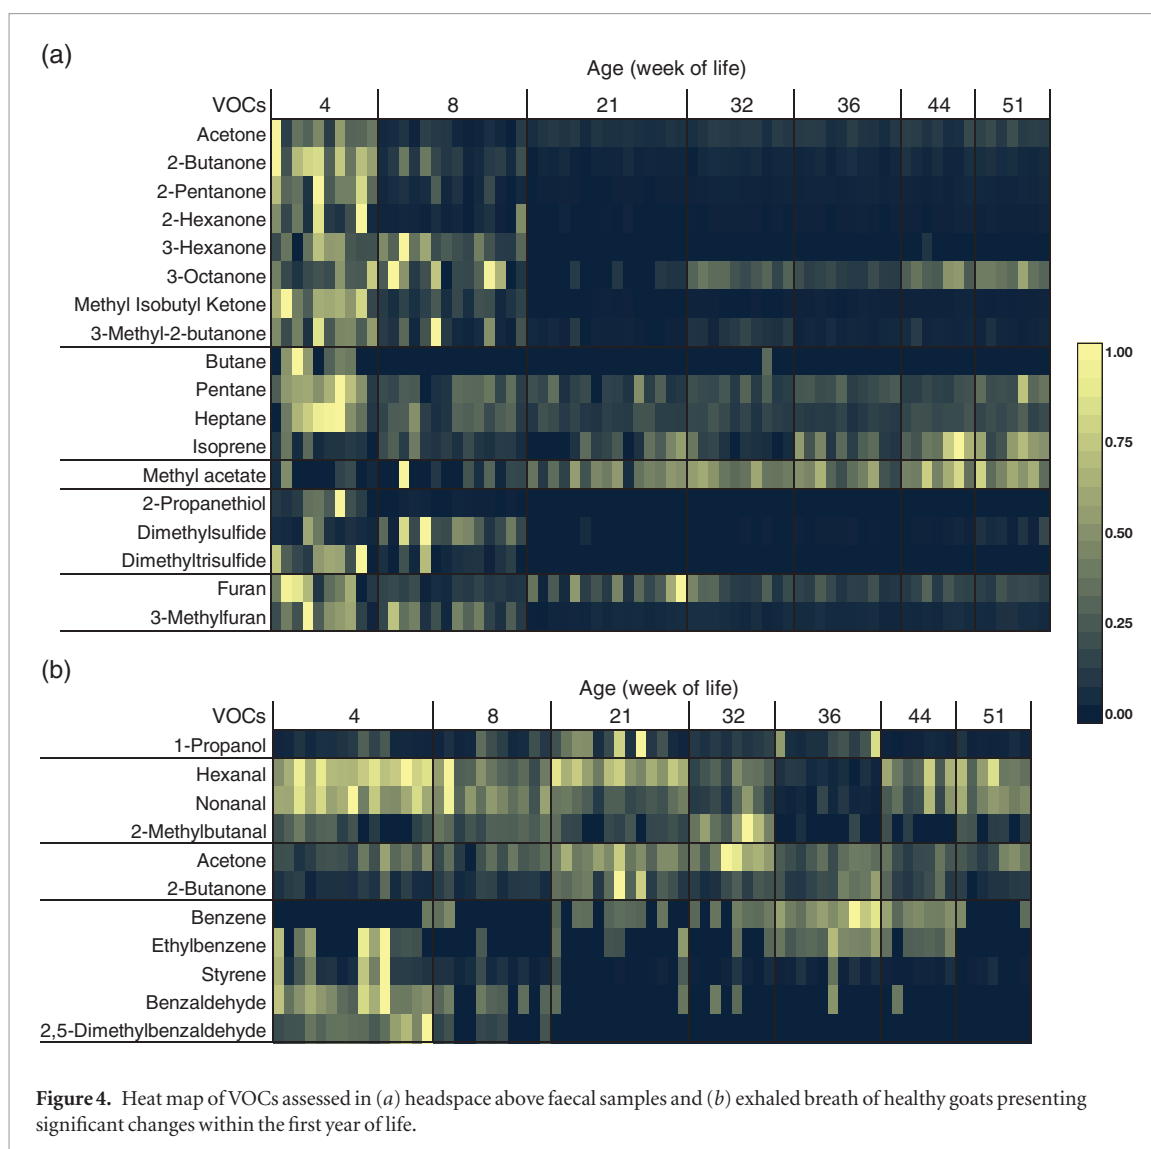 (a)
Age (week of life)
VOCs 4 8 21 32 36 44 51
Acetone
2-Butanone
2-Pentanone
2-Hexanone
3-Hexanone
3-Octanone
Methyl Isobutyl Ketone
3-Methyl-2-butanone
Butane
Pentane
Heptane
Isoprene
Methyl acetate
2-Propanethiol
Dimethylsulfide
Dimethyltrisulfide
Furan
3-Methylfuran
1.00
0.75
0.50
0.25
0.00
(b)
Age (week of life)
VOCs 4 8 21 32 36 44 51
1-Propanol
Hexanal
Nonanal
2-Methylbutanal
Acetone
2-Butanone
Benzene
Ethylbenzene
Styrene
Benzaldehyde
2,5-Dimethylbenzaldehyde
Figure 4. Heat map of VOCs assessed in (a) headspace above faecal samples and (b) exhaled breath of healthy goats presenting
significant changes within the first year of life.